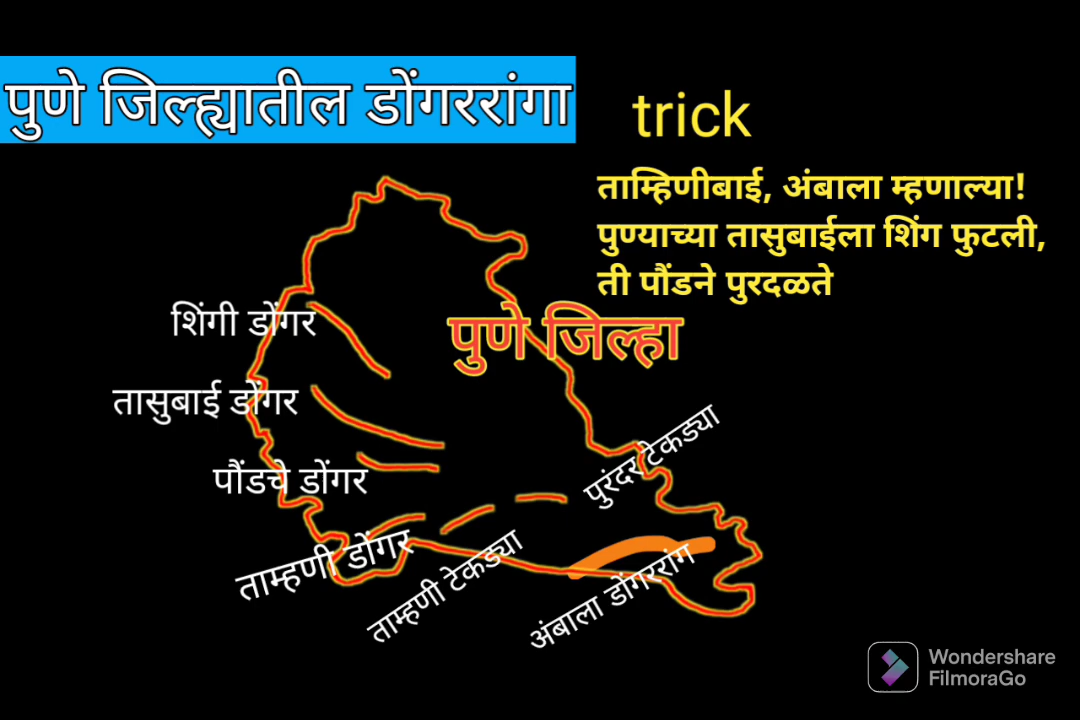 पुणे जिल्ह्यातील डोंगररांगा
trick
ताम्हिणीबाई, अंबाला म्हणाल्या!
पुण्याच्या तासुबाईला शिंग फुटली,
ती पौंडने पुरदळते
शिंगी डोंगर
पुणे जिल्हा
तासुबाई डोंगर
पौंडचे डोंगर
पुरंदर टेकड्या
ताम्हणी डोंगर
ताम्हणी टेकड्या
अंबाला डोंगररांग
Wondershare
FilmoraGo